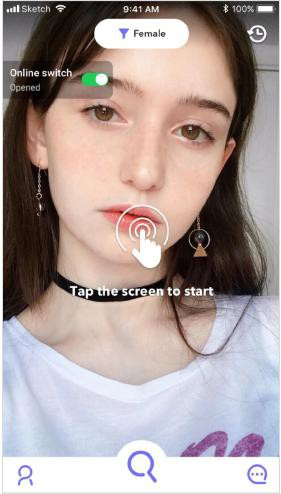 Sketch
9:41 AM
100%
Female
Online switch
Opened
Tap the screen to start